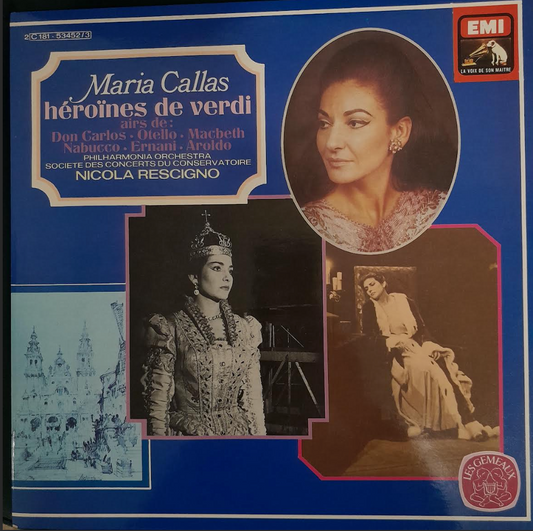 2C 181 - 53452/3
EMI
LA VOIX DE SON MAITRE
Maria Callas
héroïnes de verdi
airs de:
Don Carlos • Otello • Macbeth
Nabucco • Ernani • Aroldo
PHILHARMONIA ORCHESTRA
SOCIETE DES CONCERTS DU CONSERVATOIRE
NICOLA RESCIGNO
LES GEMEAUX